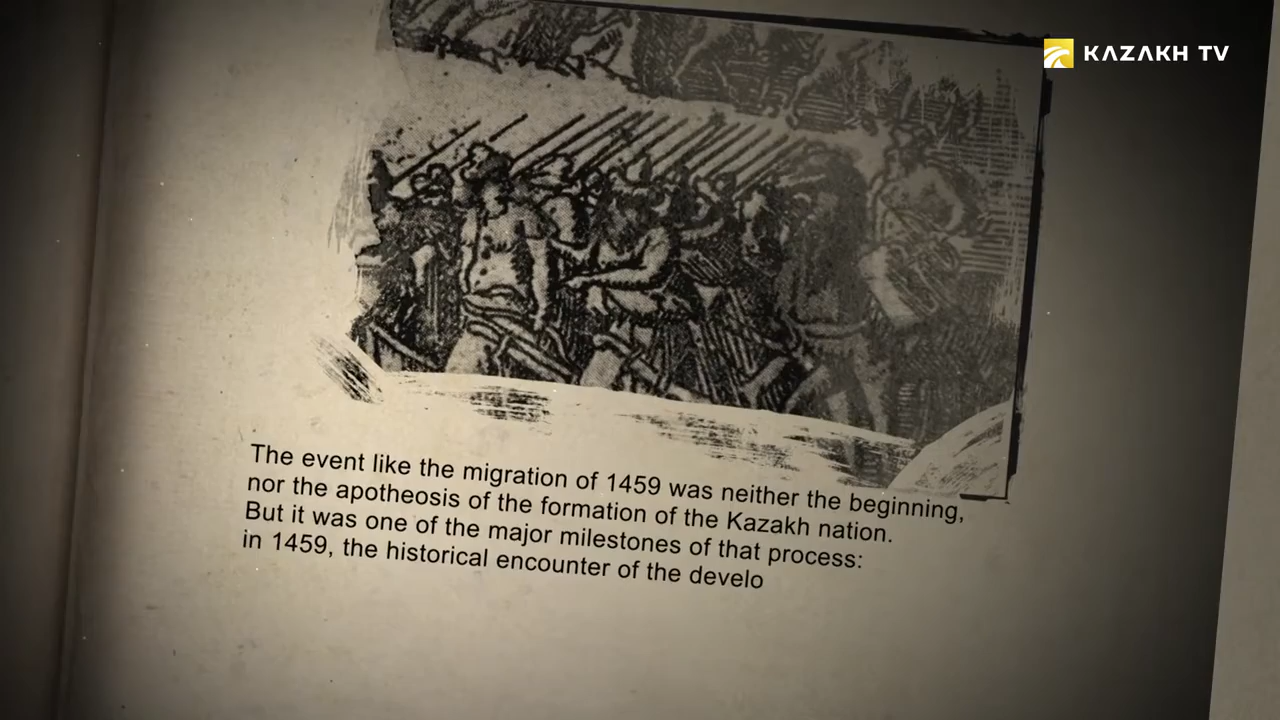 KAZAKH TV
The event like the migration of 1459 was neither the beginning,
nor the apotheosis of the formation of the Kazakh nation.
But it was one of the major milestones of that process:
in 1459, the historical encounter of the develo